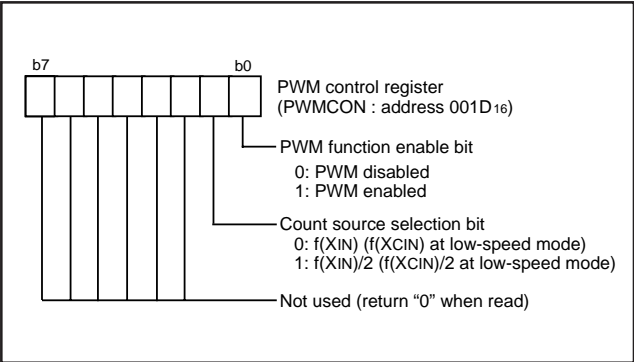 b7 b0
PWM control register
(PWMCON : address 001D16)
PWM function enable bit
0: PWM disabled
1: PWM enabled
Count source selection bit
0: f(XIN) (f(XCIN) at low-speed mode)
1: f(XIN)/2 (f(XCIN)/2 at low-speed mode)
Not used (return “0” when read)